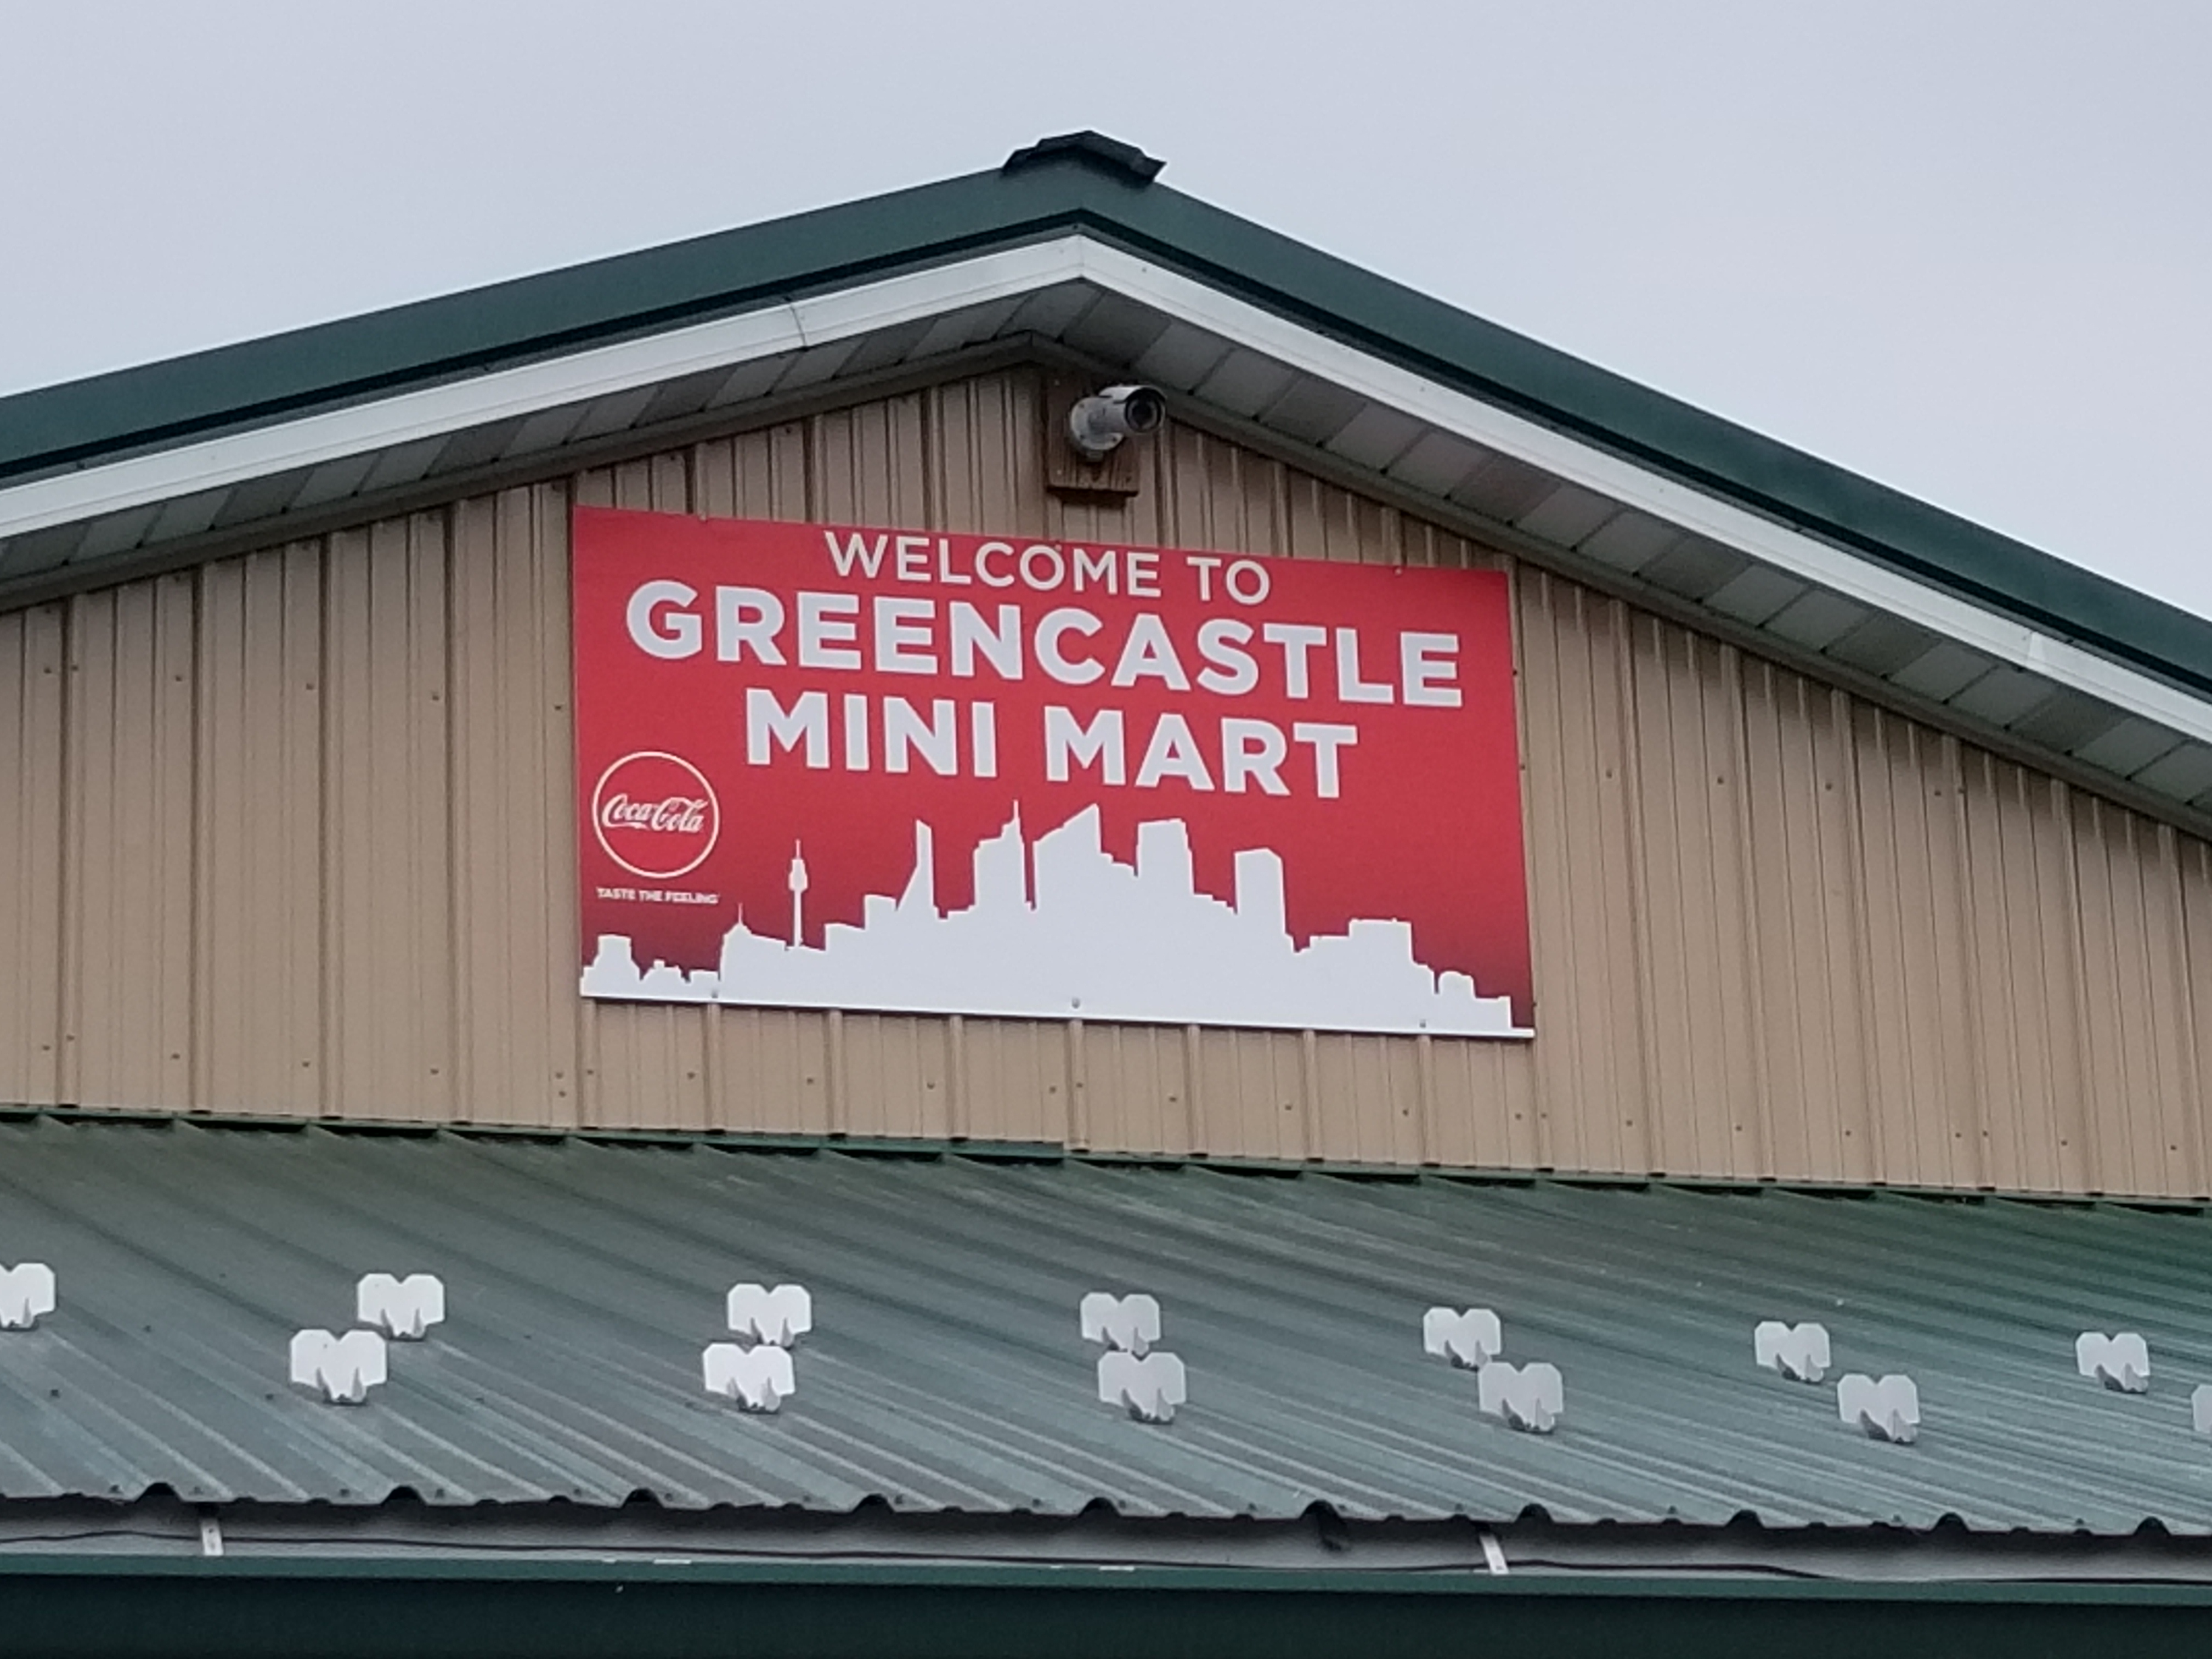 WELCOME TO
GREENCASTLE
MINI MART
Coca-Cola
TASTE THE FEELING